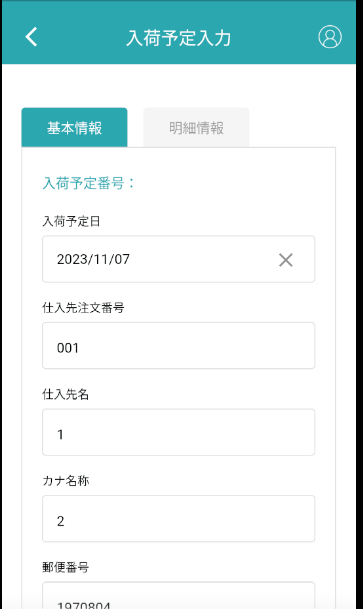 入荷予定入力
基本情報
明細情報
入荷予定番号：
入荷予定日
2023/11/07
仕入先注文番号
001
仕入先名
1
カナ名称
2
郵便番号
1970804